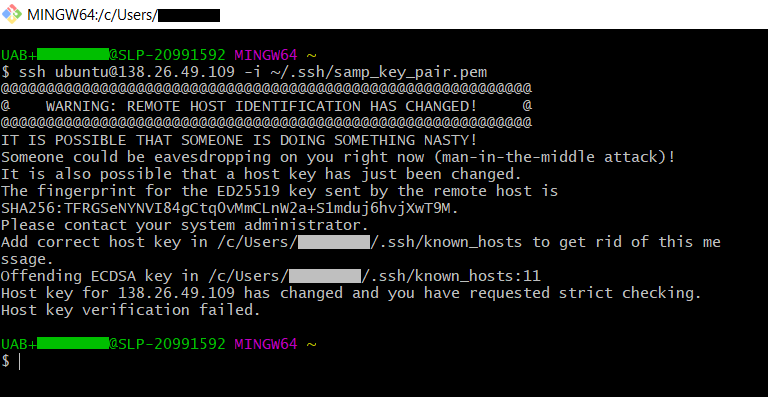 MINGW64:/c/Users/
UAB+ @SLP-20991592 MINGW64 ~
$ ssh ubuntu@138.26.49.109 -i ~/.ssh/samp_key_pair.pem
@@@@@@@@@@@@@@@@@@@@@@@@@@@@@@@@@@@@@@@@@@@@@@@@@@@@@@@@@@@
@    WARNING: REMOTE HOST IDENTIFICATION HAS CHANGED!     @
@@@@@@@@@@@@@@@@@@@@@@@@@@@@@@@@@@@@@@@@@@@@@@@@@@@@@@@@@@@
IT IS POSSIBLE THAT SOMEONE IS DOING SOMETHING NASTY!
Someone could be eavesdropping on you right now (man-in-the-middle attack)!
It is also possible that a host key has just been changed.
The fingerprint for the ED25519 key sent by the remote host is
SHA256:TFRGSeNYNVI84gCtqOvMmCLnW2a+S1mduj6hvjXwT9M.
Please contact your system administrator.
Add correct host key in /c/Users/ /.ssh/known_hosts to get rid of this me
ssage.
Offending ECDSA key in /c/Users/ /.ssh/known_hosts:11
Host key for 138.26.49.109 has changed and you have requested strict checking.
Host key verification failed.
UAB+ @SLP-20991592 MINGW64 ~
$